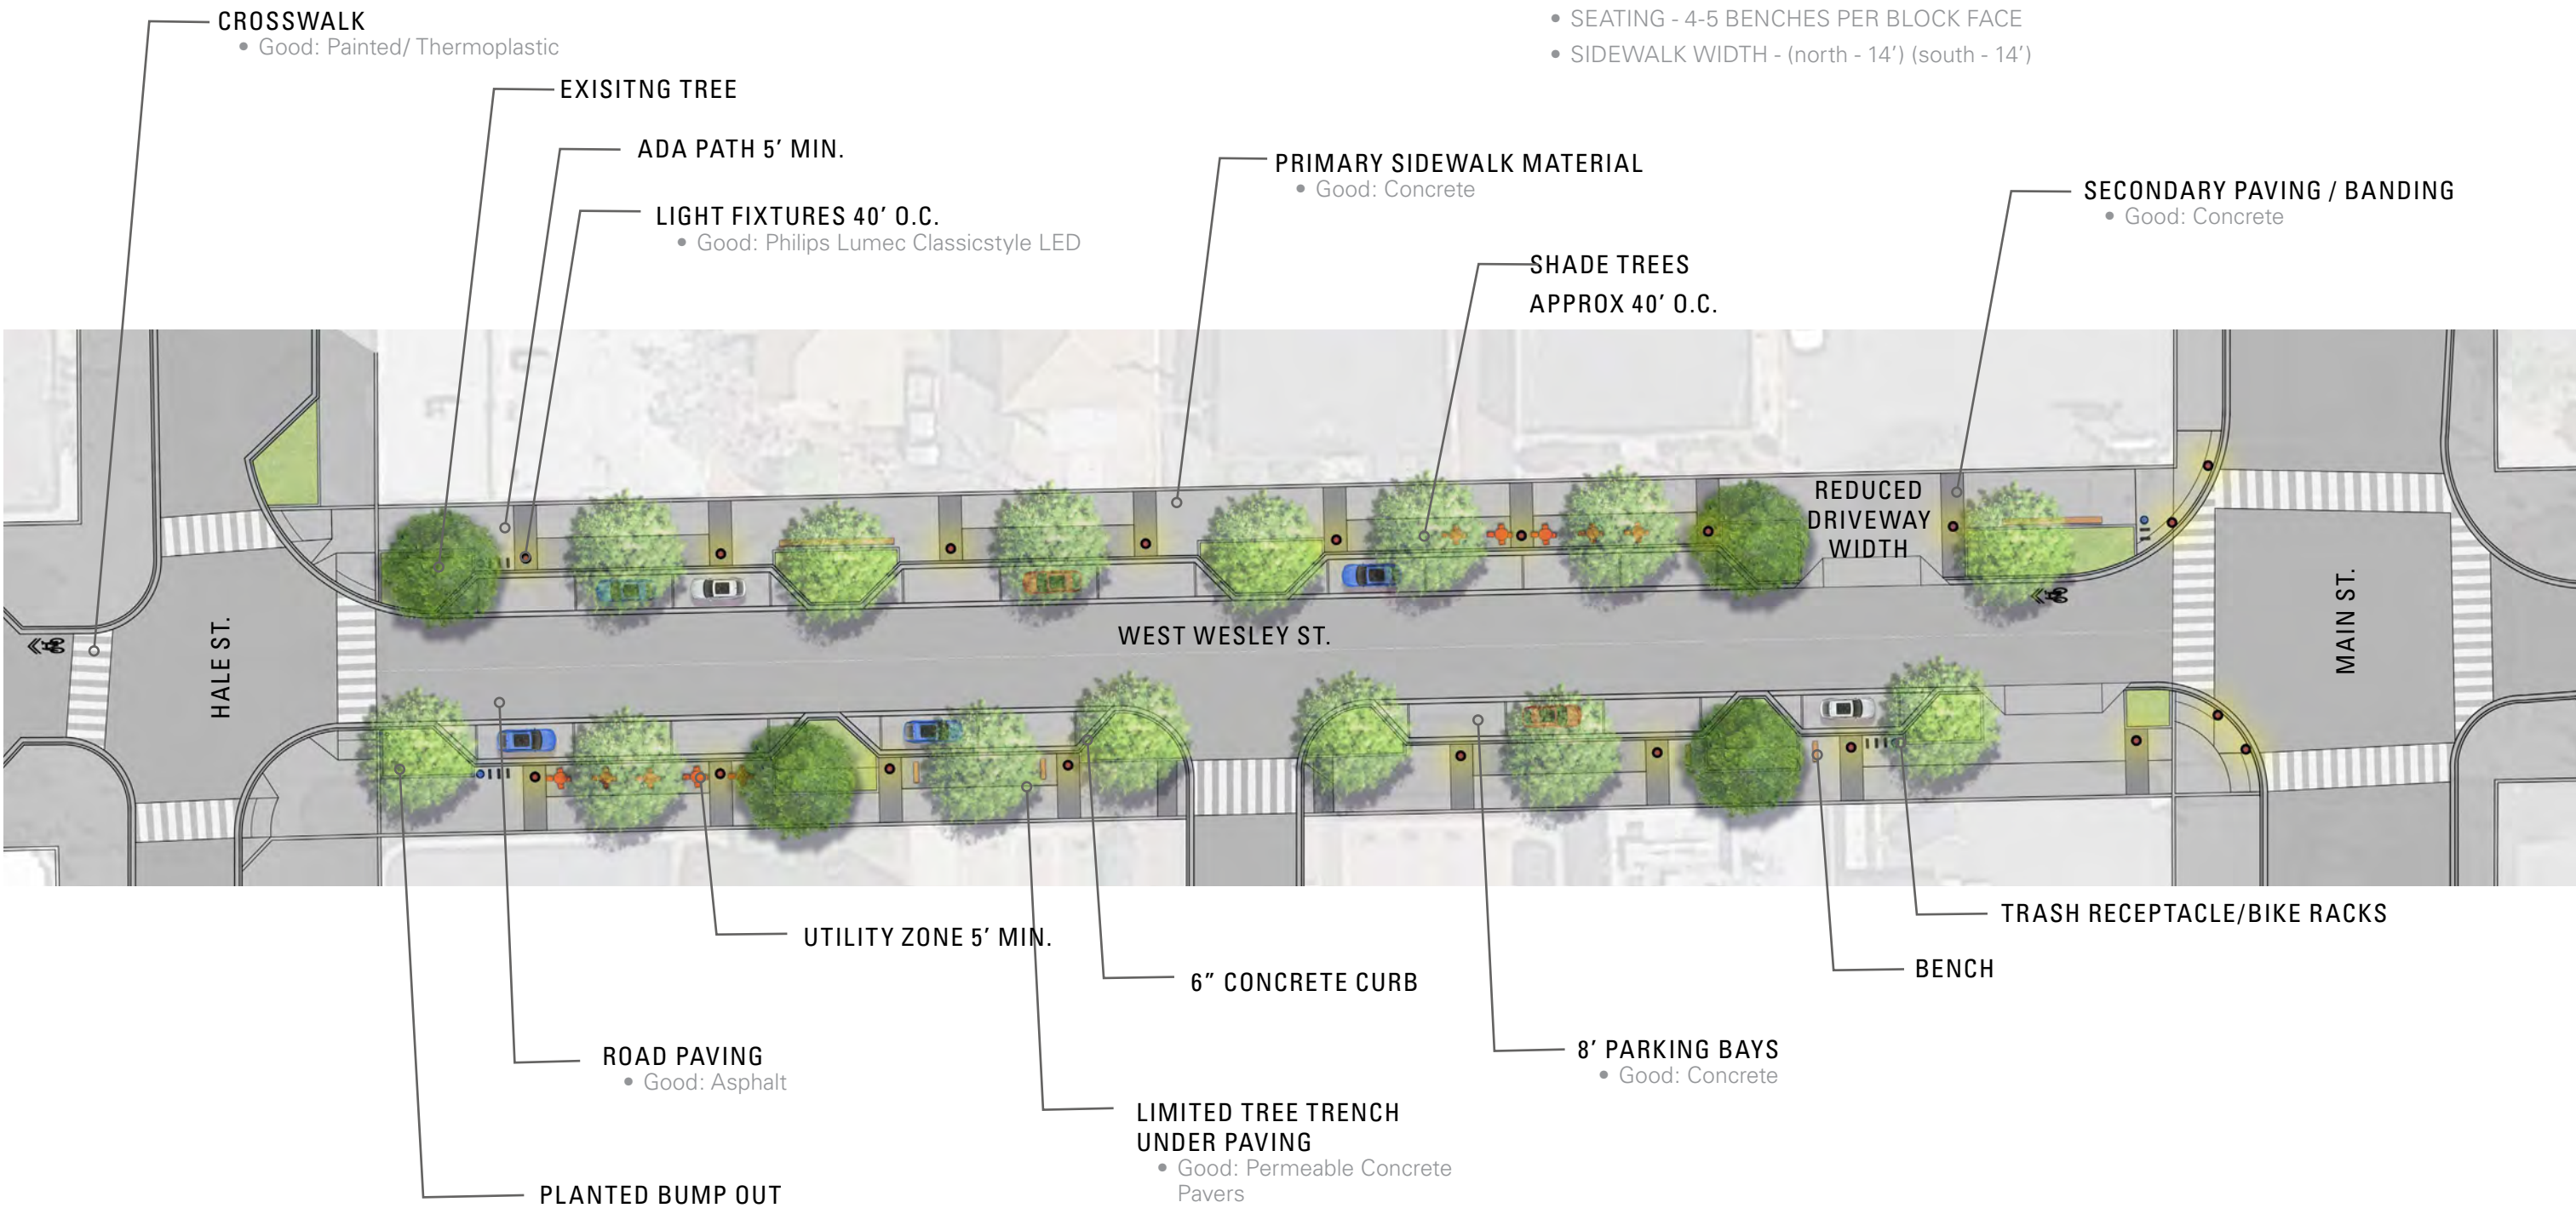 CROSSWALK
• Good: Painted/ Thermoplastic
• SEATING - 4-5 BENCHES PER BLOCK FACE
• SIDEWALK WIDTH - (north - 14’) (south - 14’)
EXISITNG TREE
ADA PATH 5’ MIN.
LIGHT FIXTURES 40’ O.C.
• Good: Philips Lumec Classicstyle LED
PRIMARY SIDEWALK MATERIAL
• Good: Concrete
SECONDARY PAVING / BANDING
• Good: Concrete
SHADE TREES
APPROX 40’ O.C.
REDUCED
DRIVEWAY
WIDTH
HALE ST.
WEST WESLEY ST.
MAIN ST.
TRASH RECEPTACLE/BIKE RACKS
UTILITY ZONE 5’ MIN.
BENCH
6” CONCRETE CURB
ROAD PAVING
• Good: Asphalt
8’ PARKING BAYS
• Good: Concrete
LIMITED TREE TRENCH
UNDER PAVING
• Good: Permeable Concrete
Pavers
PLANTED BUMP OUT